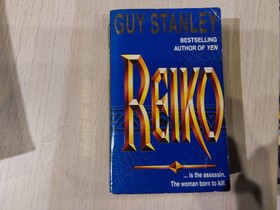 GUY STANLEY
BESTSELLING
AUTHOR OF YEN
REIKO
... is the assassin,
The woman born to kill.